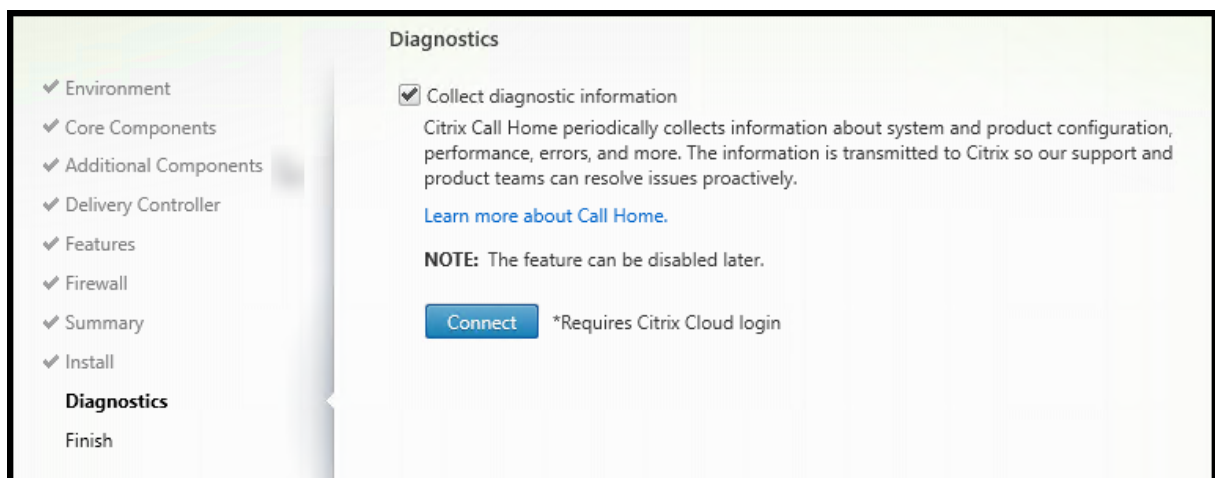 Diagnostics
Environment
Core Components
Additional Components
Delivery Controller
Features
Firewall
Summary
Install
Diagnostics
Finish
Collect diagnostic information
Citrix Call Home periodically collects information about system and product configuration,
performance, errors, and more. The information is transmitted to Citrix so our support and
product teams can resolve issues proactively.
Learn more about Call Home.
NOTE: The feature can be disabled later.
Connect *Requires Citrix Cloud login